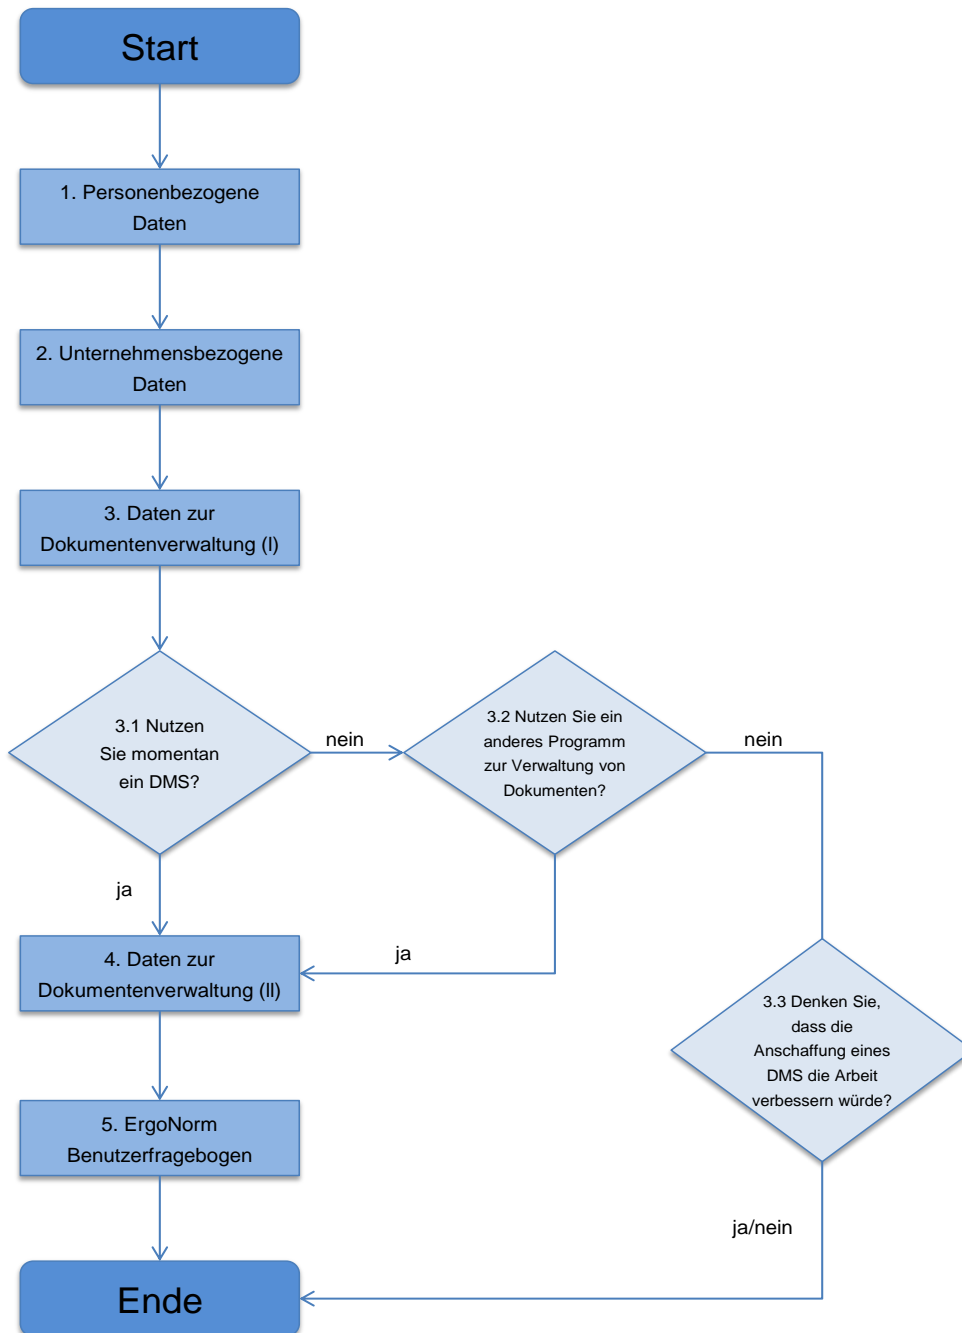 Start
1. Personenbezogene
Daten
2. Unternehmensbezogene
Daten
3. Daten zur
Dokumentenverwaltung (I)
3.1 Nutzen
Sie momentan
ein DMS?
nein
3.2 Nutzen Sie ein
anderes Programm
zur Verwaltung von
Dokumenten?
nein
ja
4. Daten zur
Dokumentenverwaltung (II)
ja
3.3 Denken Sie,
dass die
Anschaffung eines
DMS die Arbeit
verbessern würde?
5. ErgoNorm
Benutzerfragebogen
ja/nein
Ende